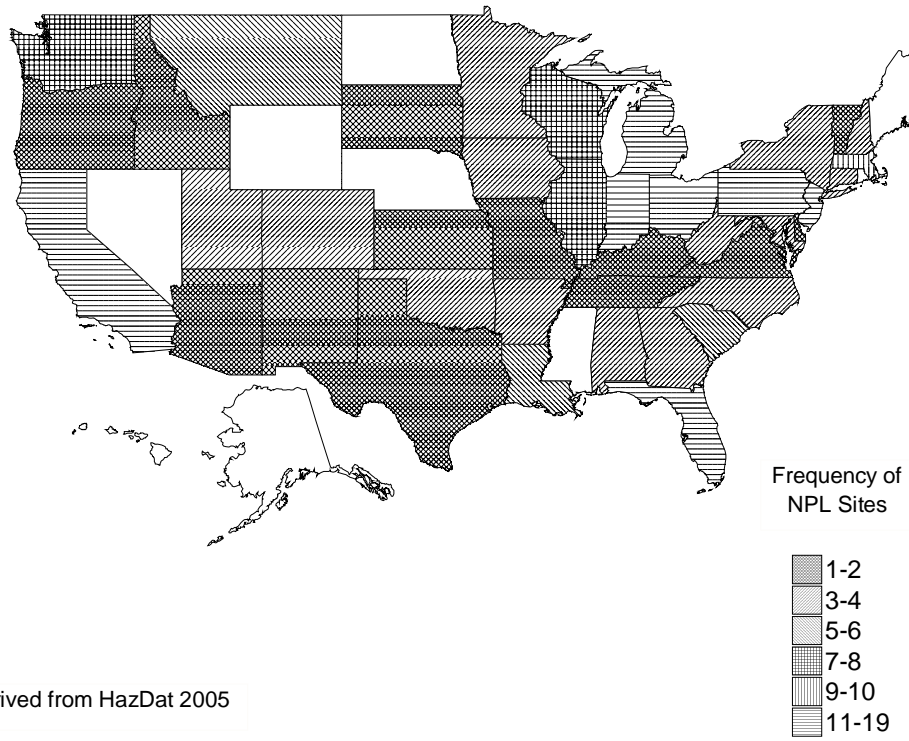 Frequency of
NPL Sites
1-2
3-4
5-6
7-8
9-10
11-19
rived from HazDat 2005